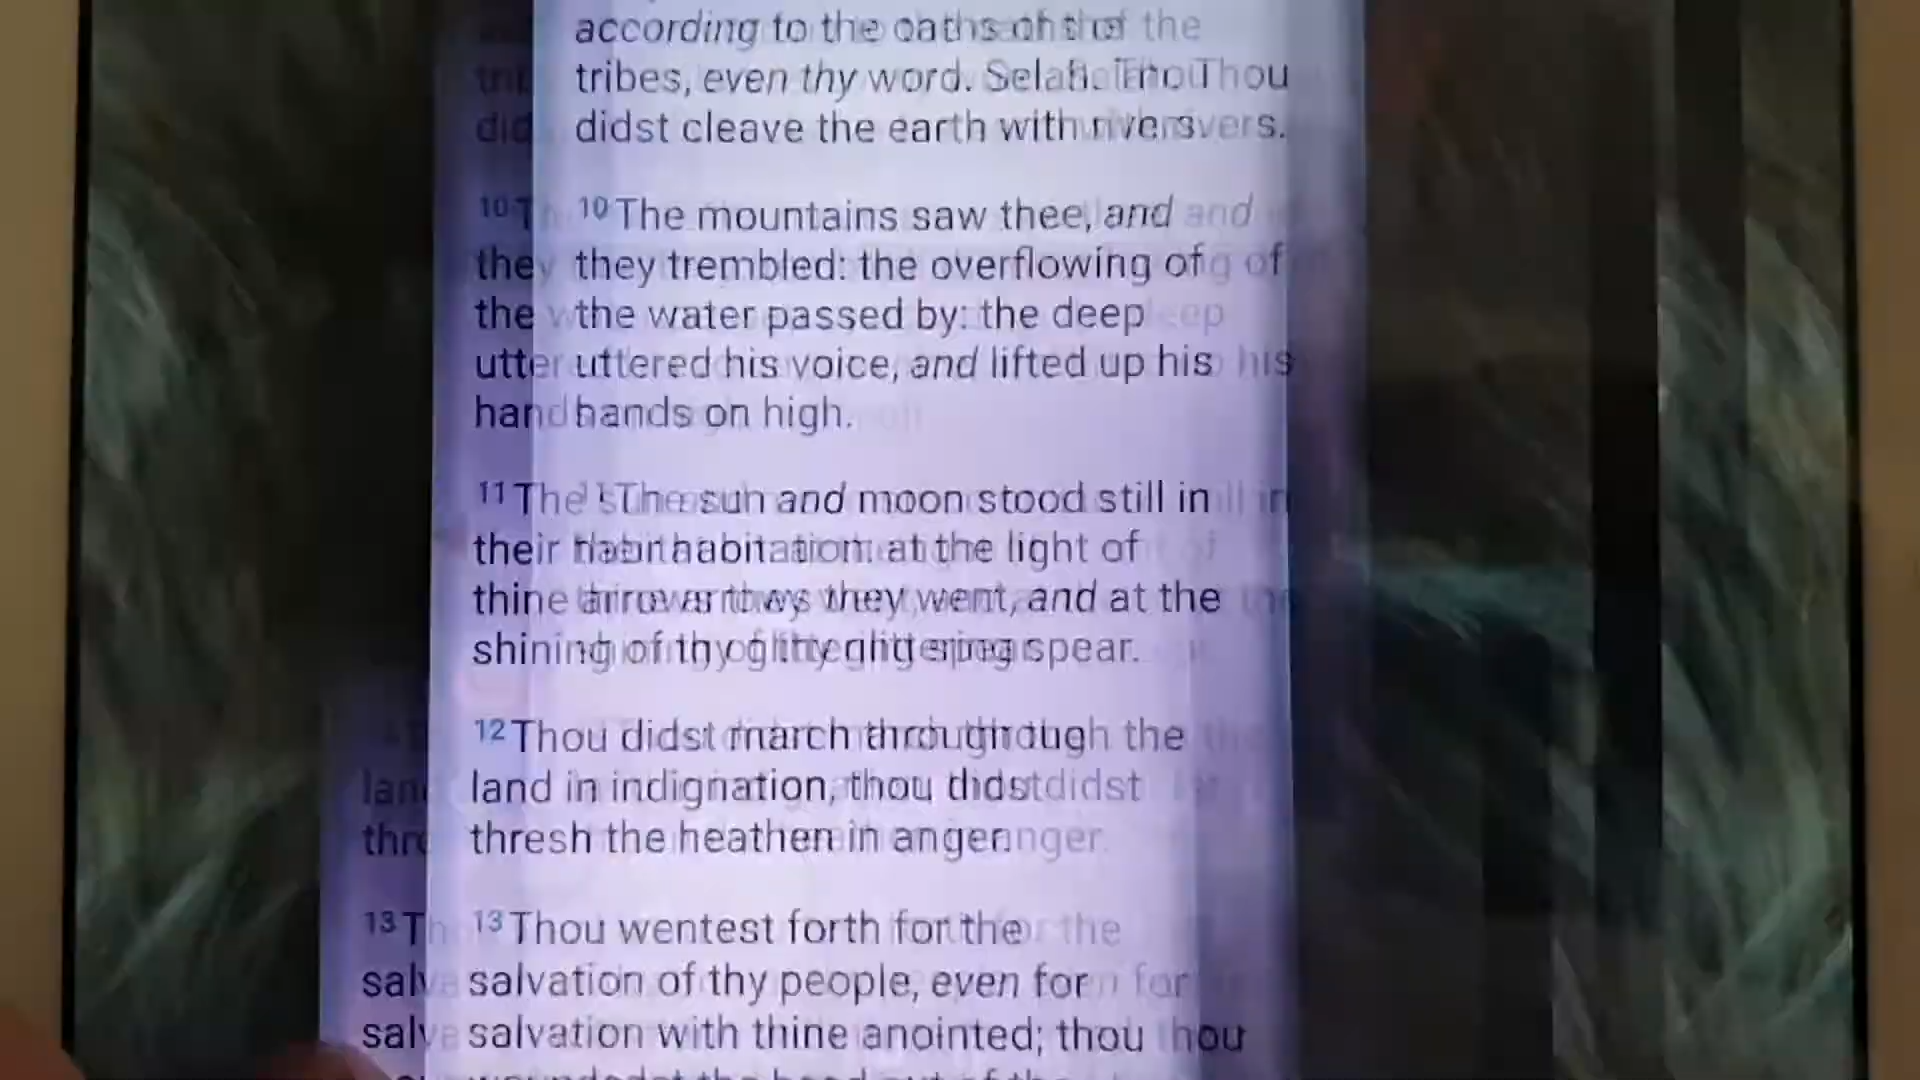 according to the oaths of the
tribes, even thy word. Selah. Thou
didst cleave the earth with rivers.
10 The mountains saw thee, and
they trembled: the overflowing of
the water passed by: the deep
uttered his voice, and lifted up his
hands on high.
11 The sun and moon stood still in
their habitation: at the light of
thine arrows they went, and at the
shining of thy glittering spear.
12 Thou didst march through the
land in indignation, thou didst
thresh the heathen in anger.
13 Thou wentest forth for the
salvation of thy people, even for
salvation with thine anointed; thou